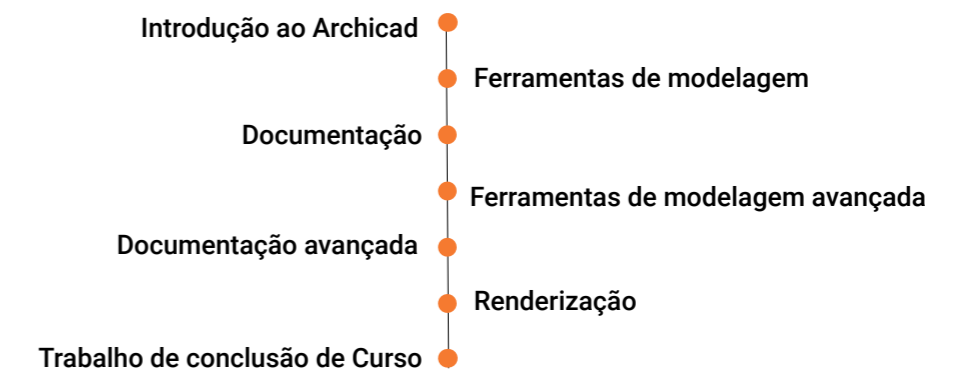 Introdução ao Archicad
Ferramentas de modelagem
Documentação
Ferramentas de modelagem avançada
Documentação avançada
Renderização
Trabalho de conclusão de Curso